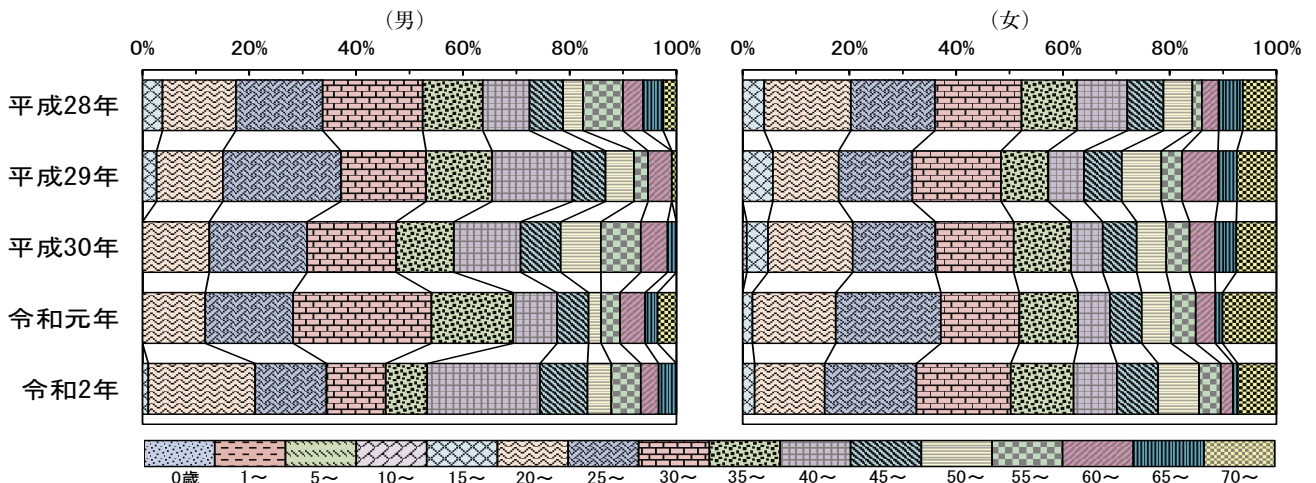 （男）
（女）
0% 20% 40% 60% 80% 100%
0% 20% 40% 60% 80% 100%
平成28年
平成29年
平成30年
令和元年
令和2年
0歳 1～ 5～ 10～ 15～ 20～ 25～ 30～ 35～ 40～ 45～ 50～ 55～ 60～ 65～ 70～